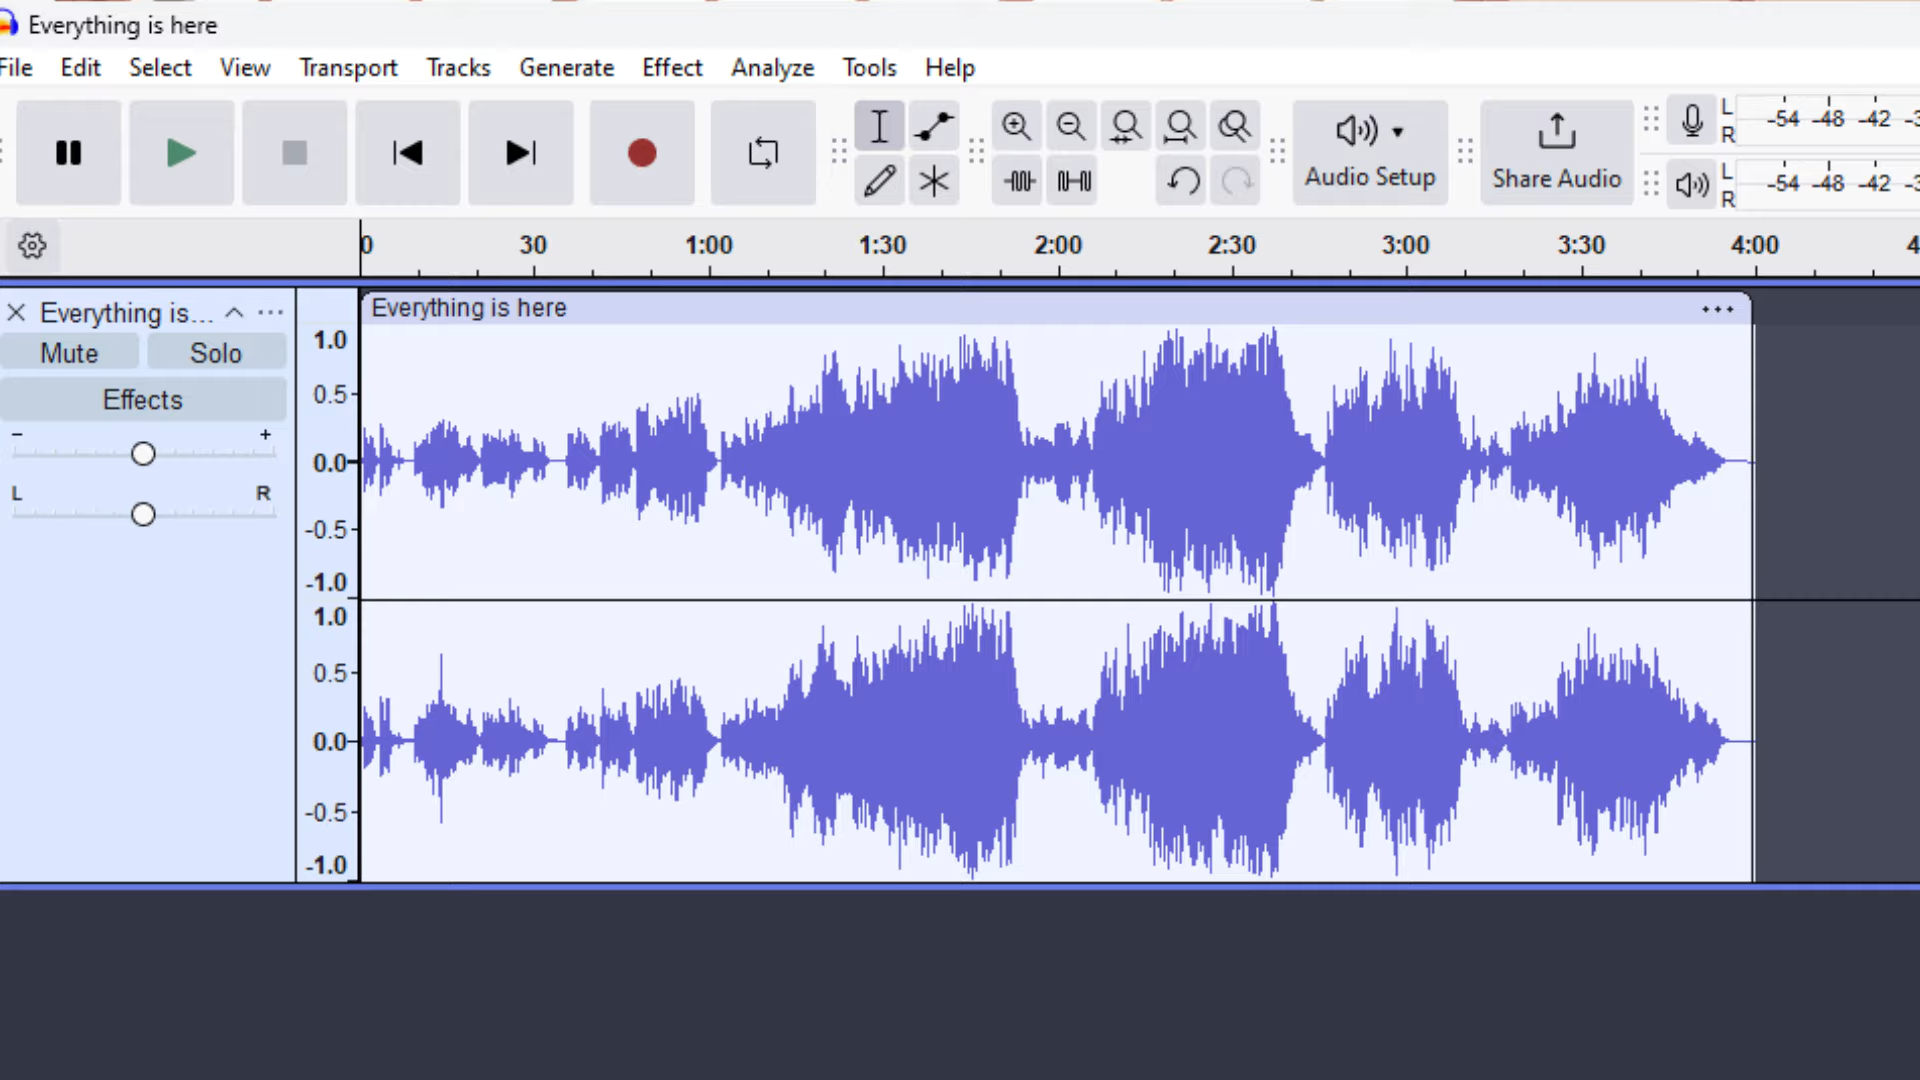 Everything is here
File Edit Select View Transport Tracks Generate Effect Analyze Tools Help
Audio Setup
Share Audio
L
R
-54 -48 -42
L
R
-54 -48 -42
0 30 1:00 1:30 2:00 2:30 3:00 3:30 4:00
Everything is...
Everything is here
Mute Solo
Effects
- +
L R
1.0
0.5
0.0
-0.5
-1.0
1.0
0.5
0.0
-0.5
-1.0